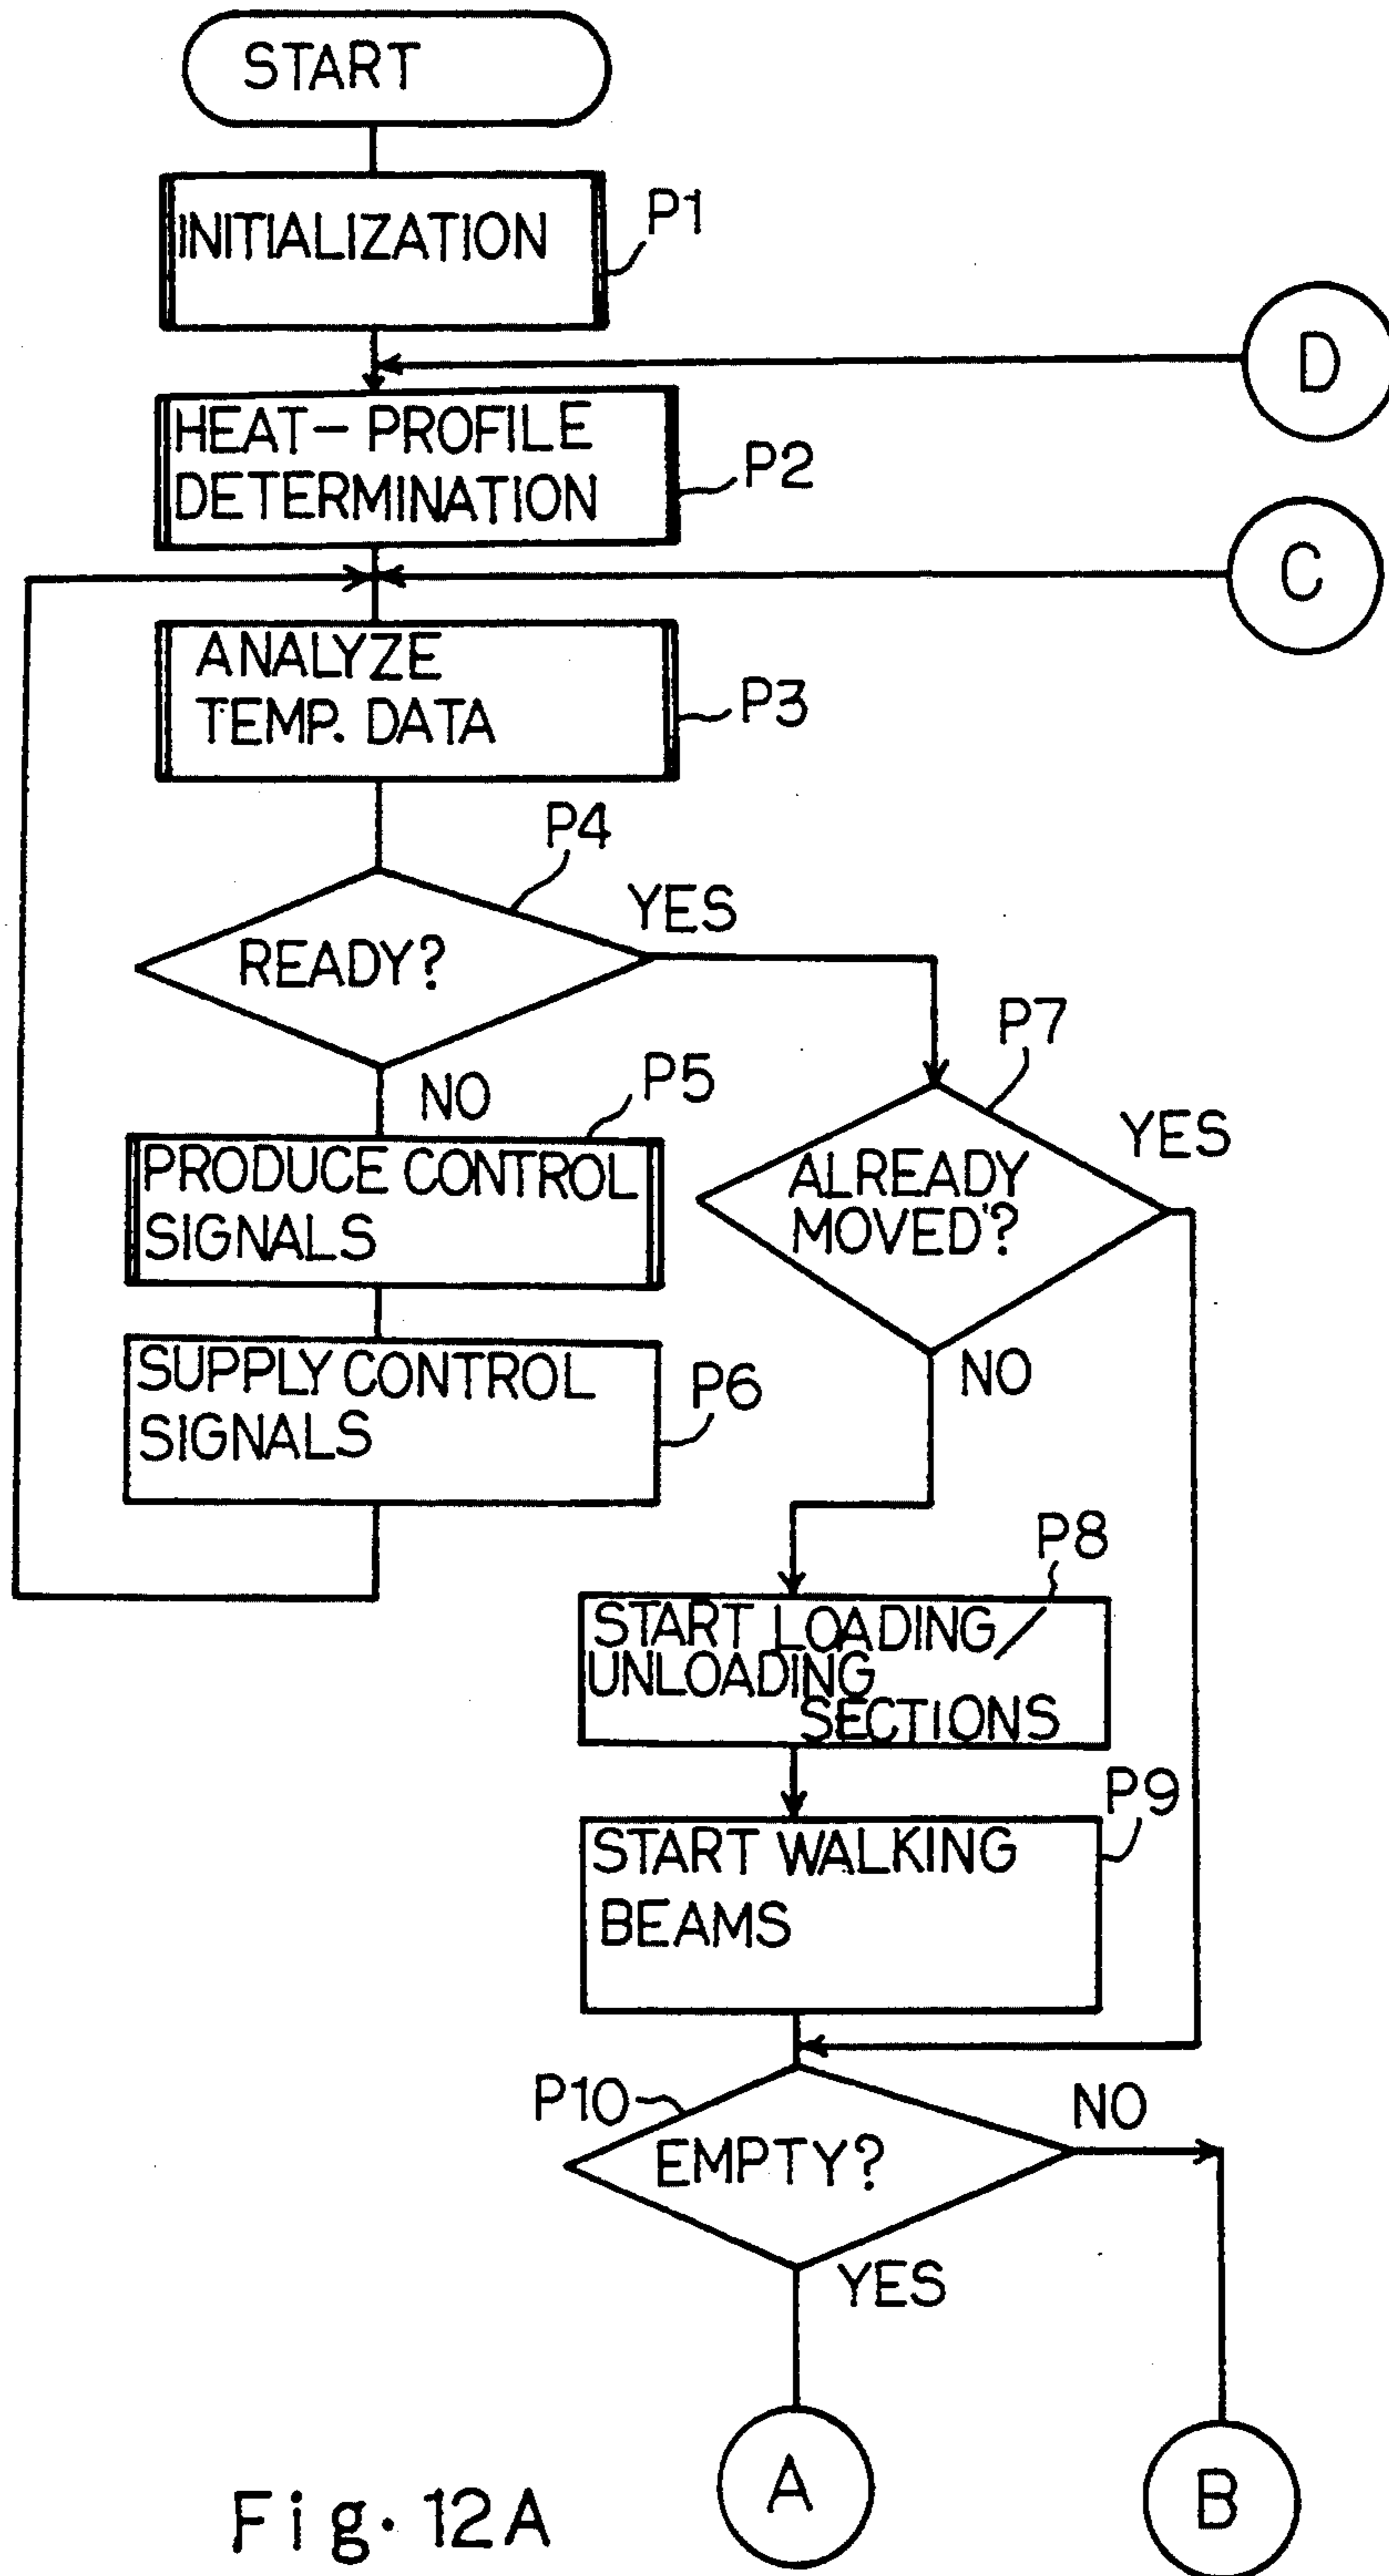 START
INITIALIZATION
P1
D
HEAT-PROFILE
DETERMINATION
P2
C
ANALYZE
TEMP. DATA
P3
P4
YES
READY?
NO
P7
P5
PRODUCE CONTROL
SIGNALS
YES
ALREADY
MOVED?
SUPPLY CONTROL
SIGNALS
P6
NO
P8
START LOADING/
UNLOADING
SECTIONS
P9
START WALKING
BEAMS
P10
NO
EMPTY?
YES
A
B
Fig. 12A